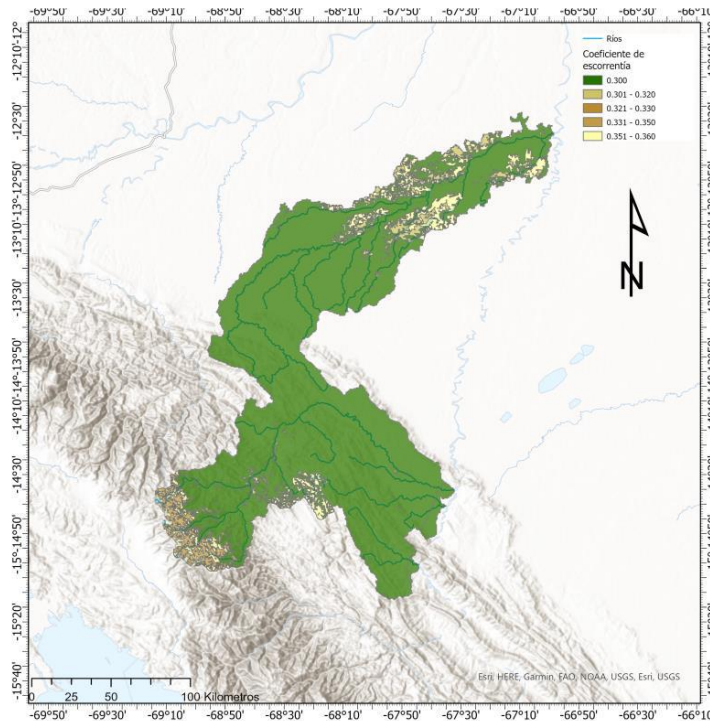 -69°50' -69°30' -69°10' -68°50' -68°30' -68°10' -67°50' -67°30' -67°10' -66°50' -66°30' -66°10'
-12°10' -12°
-12°30'
-12°50'
-13°10'
-13°30'
-13°50'
-14°10'
-14°30'
-14°50'
-15°20'
-15°40'
Ríos
Coeficiente de
escorrentía
0.300
0.301 - 0.320
0.321 - 0.330
0.331 - 0.350
0.351 - 0.360
N
Esri, HERE, Garmin, FAO, NOAA, USGS, Esri, USGS
0 25 50 100 Kilometros
-69°50' -69°30' -69°10' -68°50' -68°30' -68°10' -67°50' -67°30' -67°10' -66°50' -66°30' -66°10